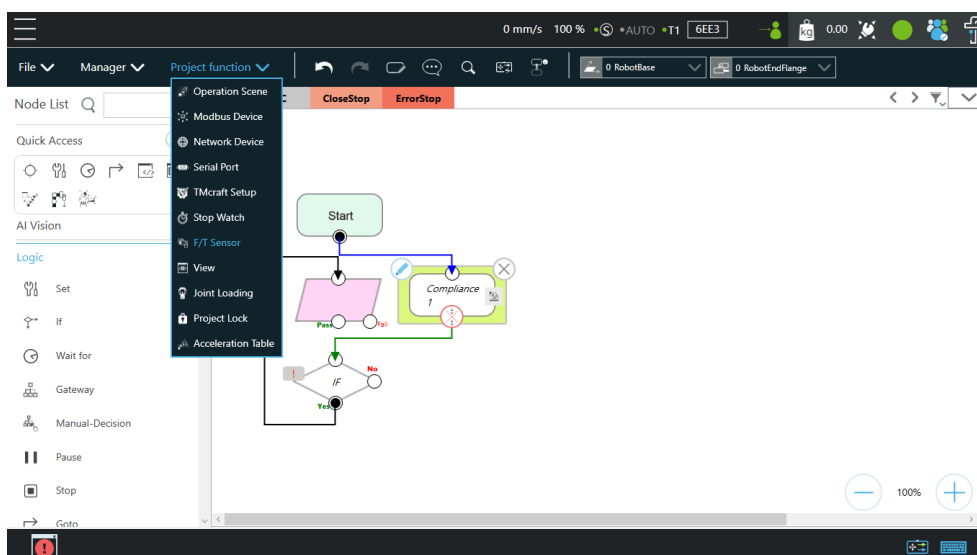 0 mm/s 100 % S AUTO T1 6EE3 kg 0.00
File Manager Project function 0 RobotBase 0 RobotEndFlange
Node List
CloseStop ErrorStop
Quick Access
AI Vision
Logic
Set
If
Wait for
Gateway
Manual-Decision
Pause
Stop
Goto
Operation Scene
Modbus Device
Network Device
Serial Port
TMcraft Setup
Stop Watch
F/T Sensor
View
Joint Loading
Project Lock
Acceleration Table
Start
Compliance
1
Pass Fail
! IF No
Yes
100%